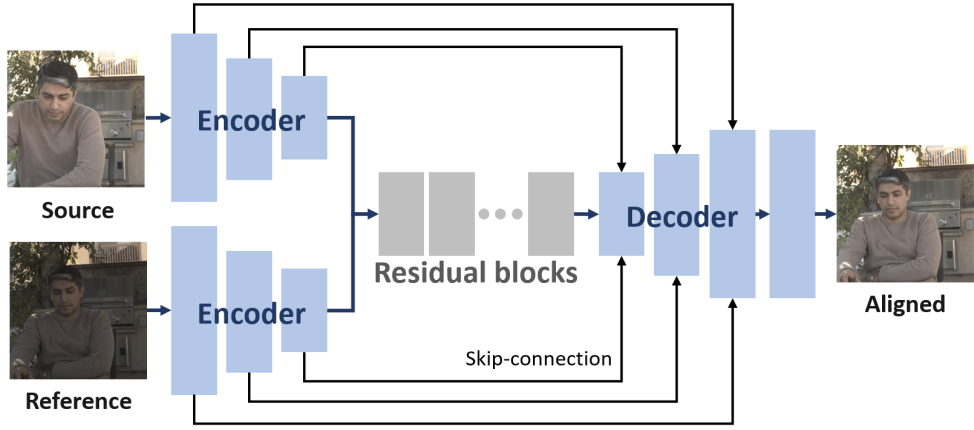 Encoder
Source
Decoder
Residual blocks
Encoder
Aligned
Skip-connection
Reference